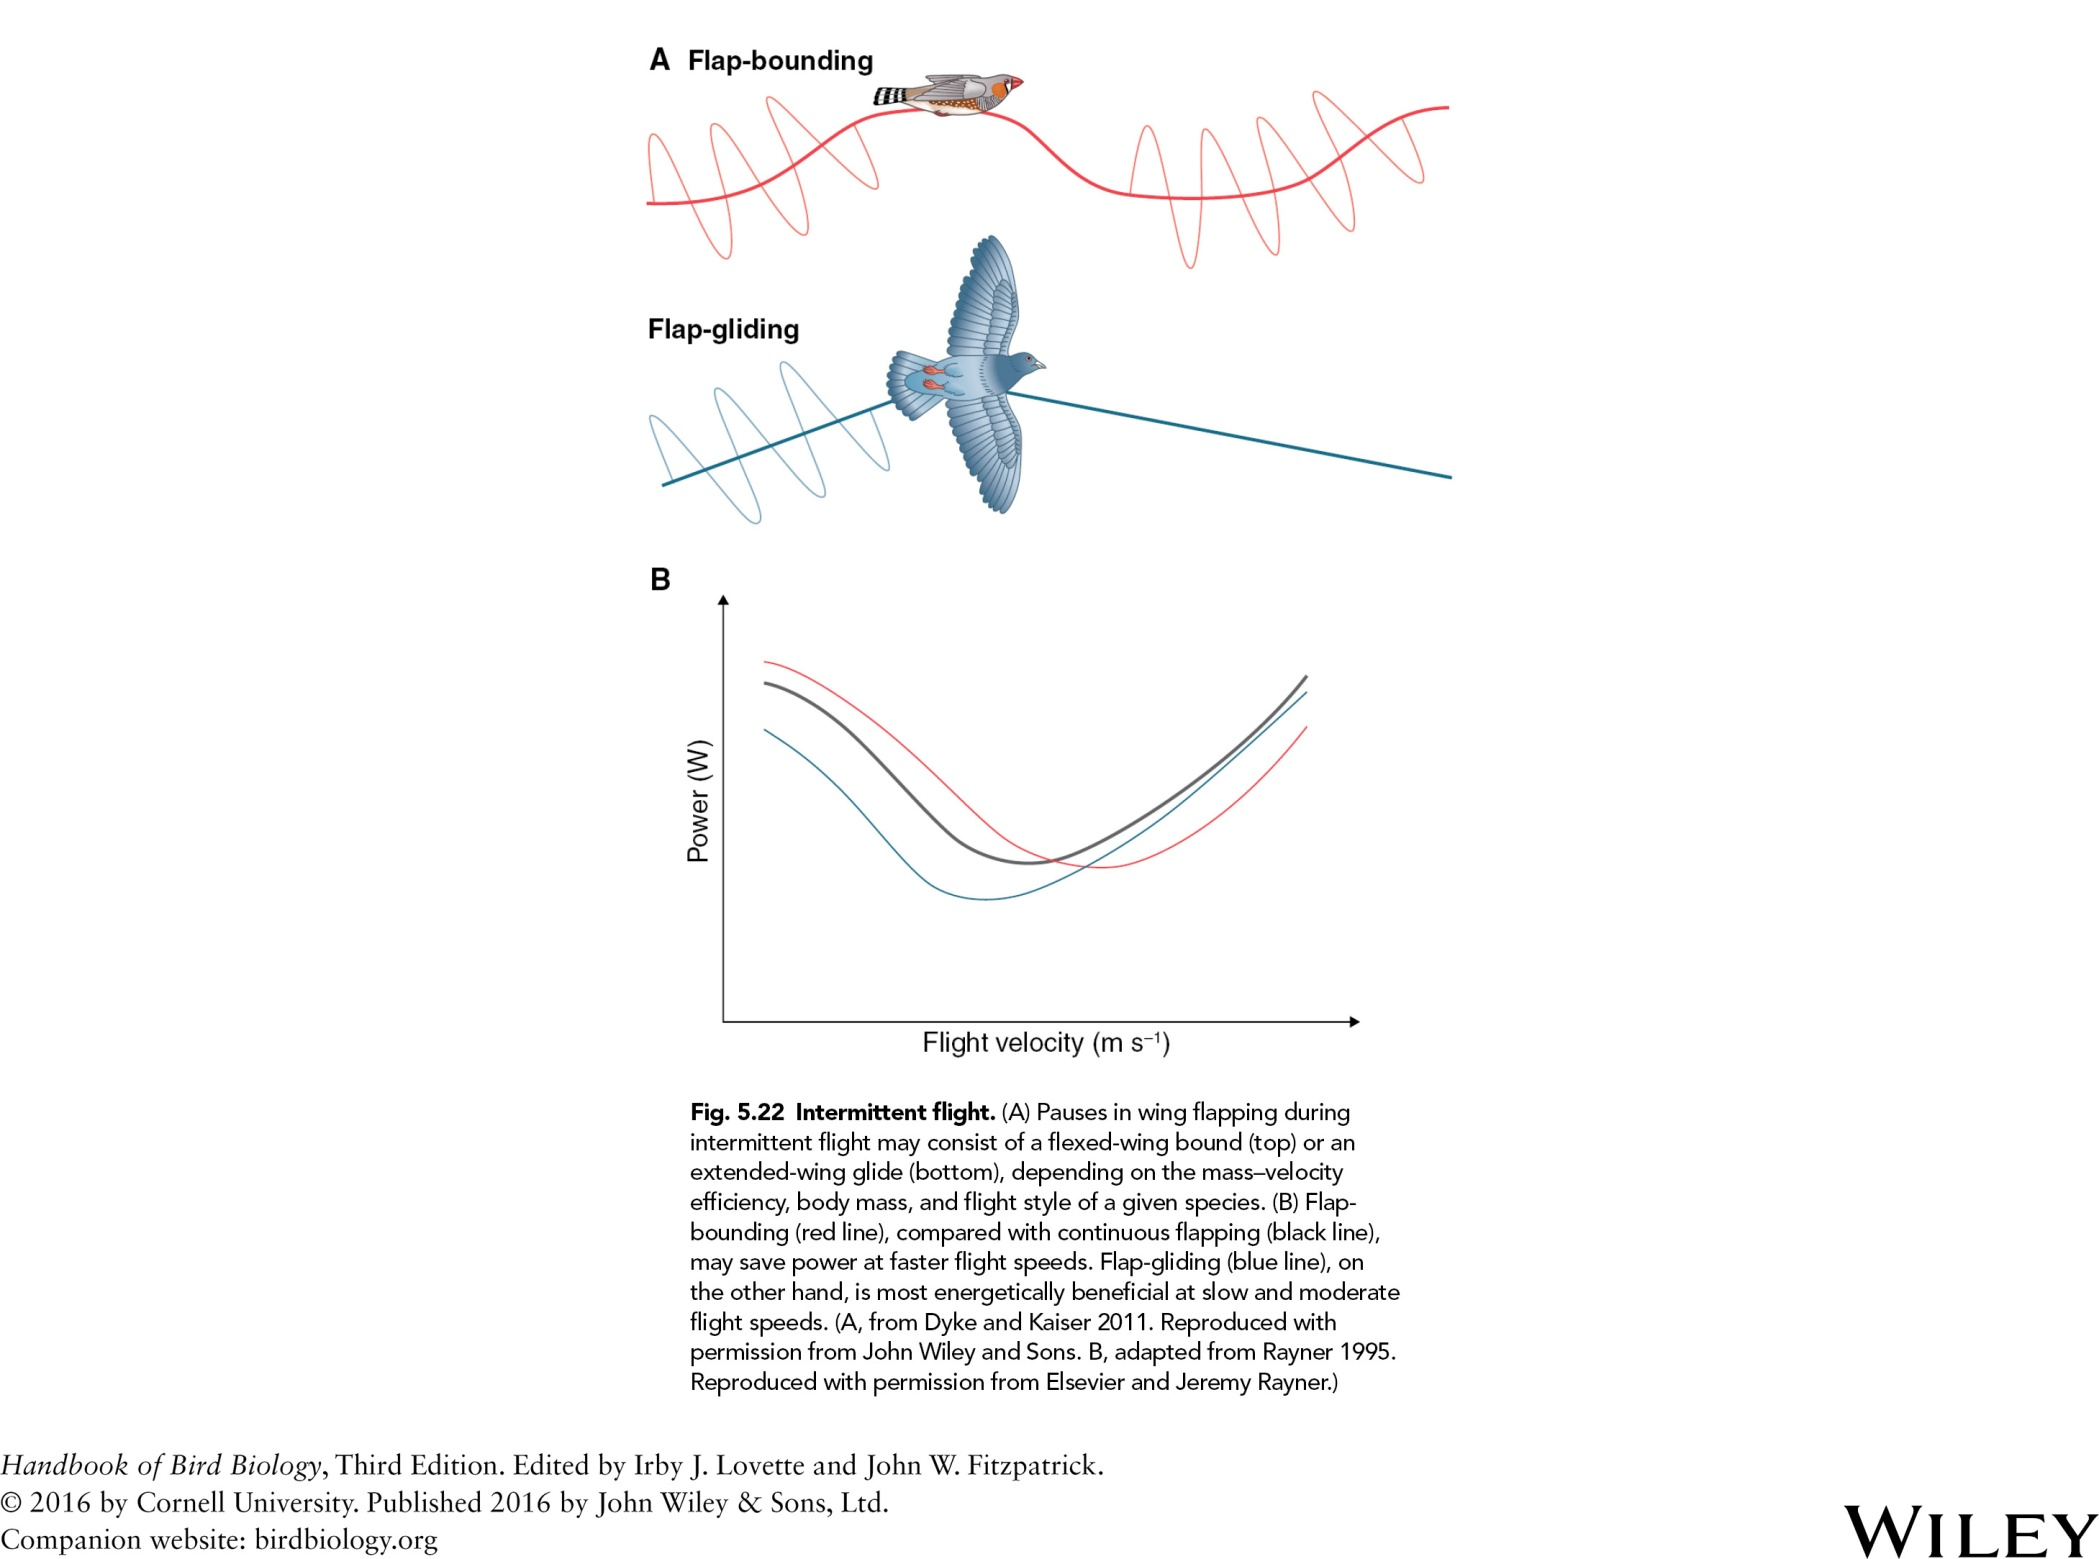 A Flap-bounding
Flap-gliding
B
Power (W)
Flight velocity (m s⁻¹)
Fig. 5.22 Intermittent flight. (A) Pauses in wing flapping during
intermittent flight may consist of a flexed-wing bound (top) or an
extended-wing glide (bottom), depending on the mass–velocity
efficiency, body mass, and flight style of a given species. (B) Flap-
bounding (red line), compared with continuous flapping (black line),
may save power at faster flight speeds. Flap-gliding (blue line), on
the other hand, is most energetically beneficial at slow and moderate
flight speeds. (A, from Dyke and Kaiser 2011. Reproduced with
permission from John Wiley and Sons. B, adapted from Rayner 1995.
Reproduced with permission from Elsevier and Jeremy Rayner.)
Handbook of Bird Biology, Third Edition. Edited by Irby J. Lovette and John W. Fitzpatrick.
© 2016 by Cornell University. Published 2016 by John Wiley & Sons, Ltd.
Companion website: birdbiology.org
WILEY